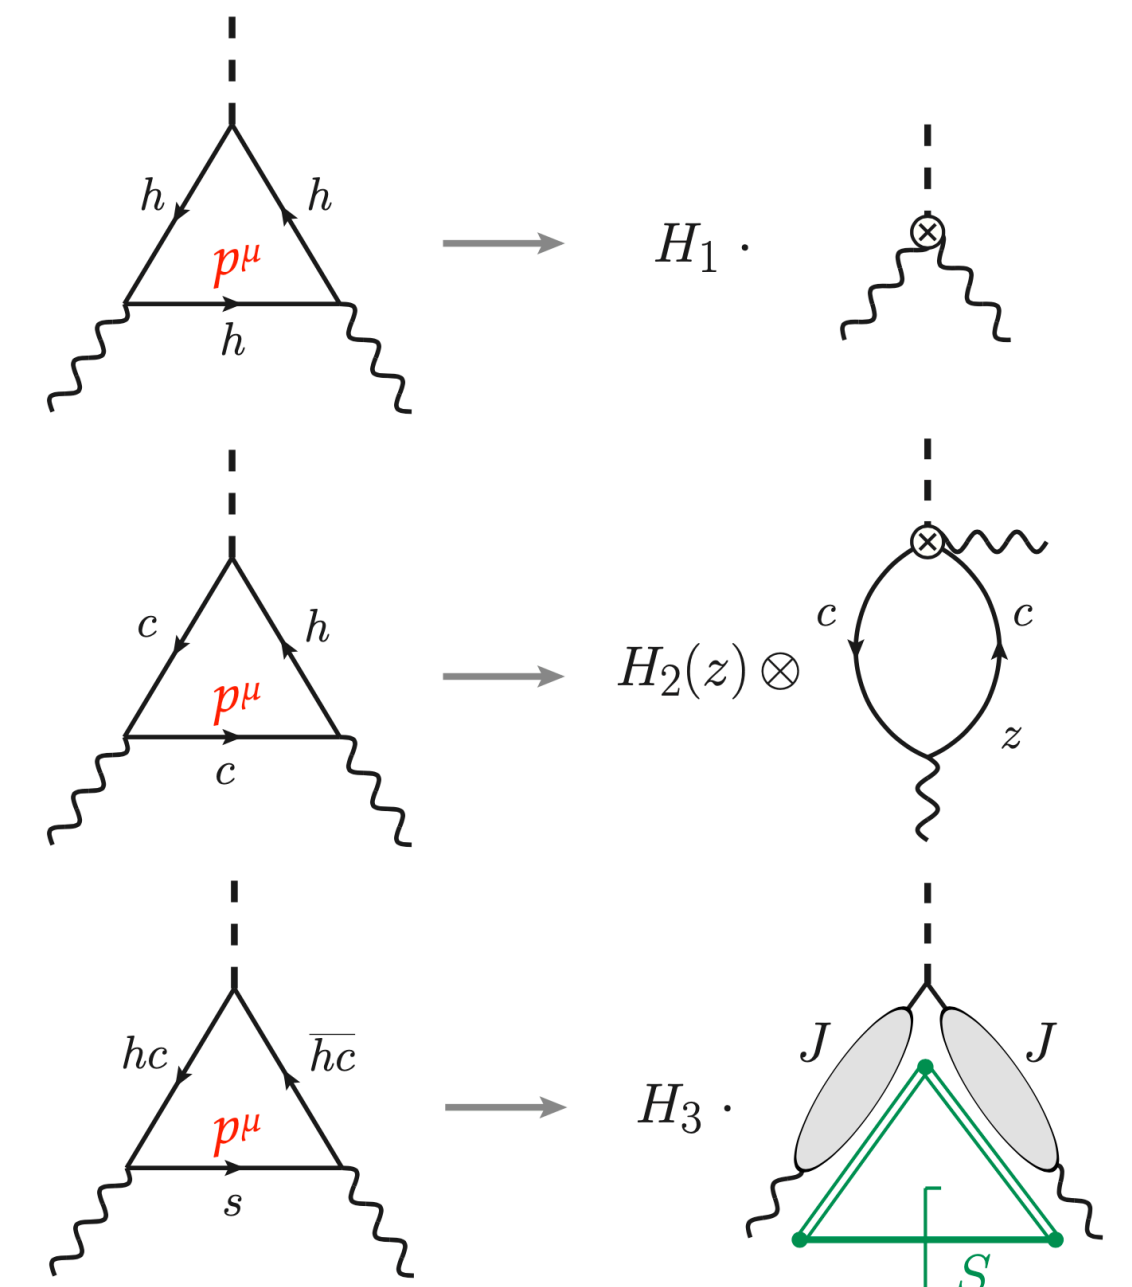 h h
p^μ
h
H_1 ·
c h
p^μ
c
H_2(z) ⊗
c c
z
hc \overline{hc}
p^μ
s
H_3 ·
J J
S